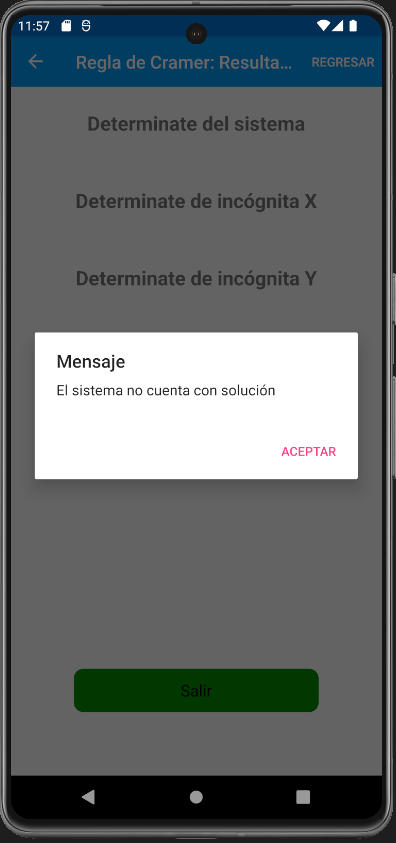 11:57
Regla de Cramer: Resulta... REGRESAR
Determinate del sistema
Determinate de incógnita X
Determinate de incógnita Y
Mensaje
El sistema no cuenta con solución
ACEPTAR
Salir